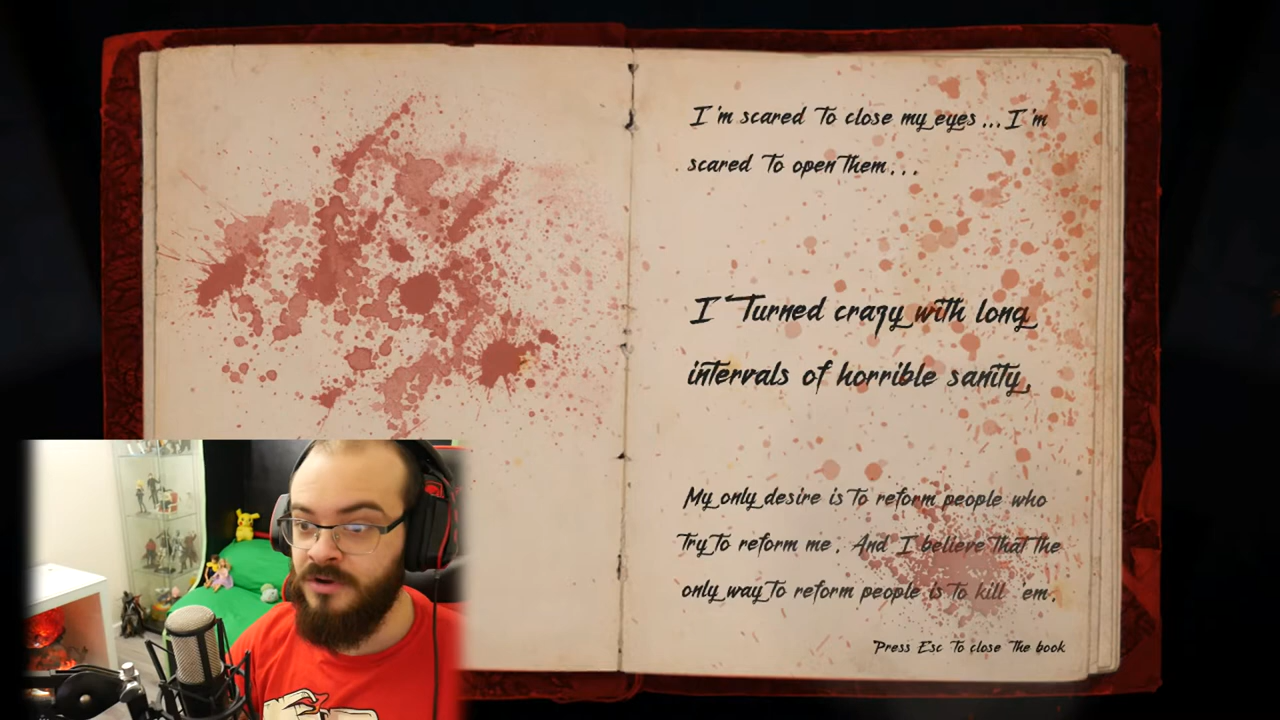 I'm scared to close my eyes...I'm
scared to open them...
I turned crazy with long
intervals of horrible sanity.
My only desire is to reform people who
try to reform me. And I believe that the
only way to reform people is to kill 'em.
Press Esc to close the book